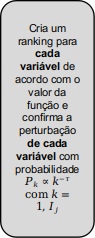 Cria um
ranking para
cada
variável de
acordo com o
valor da
função e
confirma a
perturbação
de cada
variável com
probabilidade
P_k ∝ k^{-τ}
com k =
1, I_j